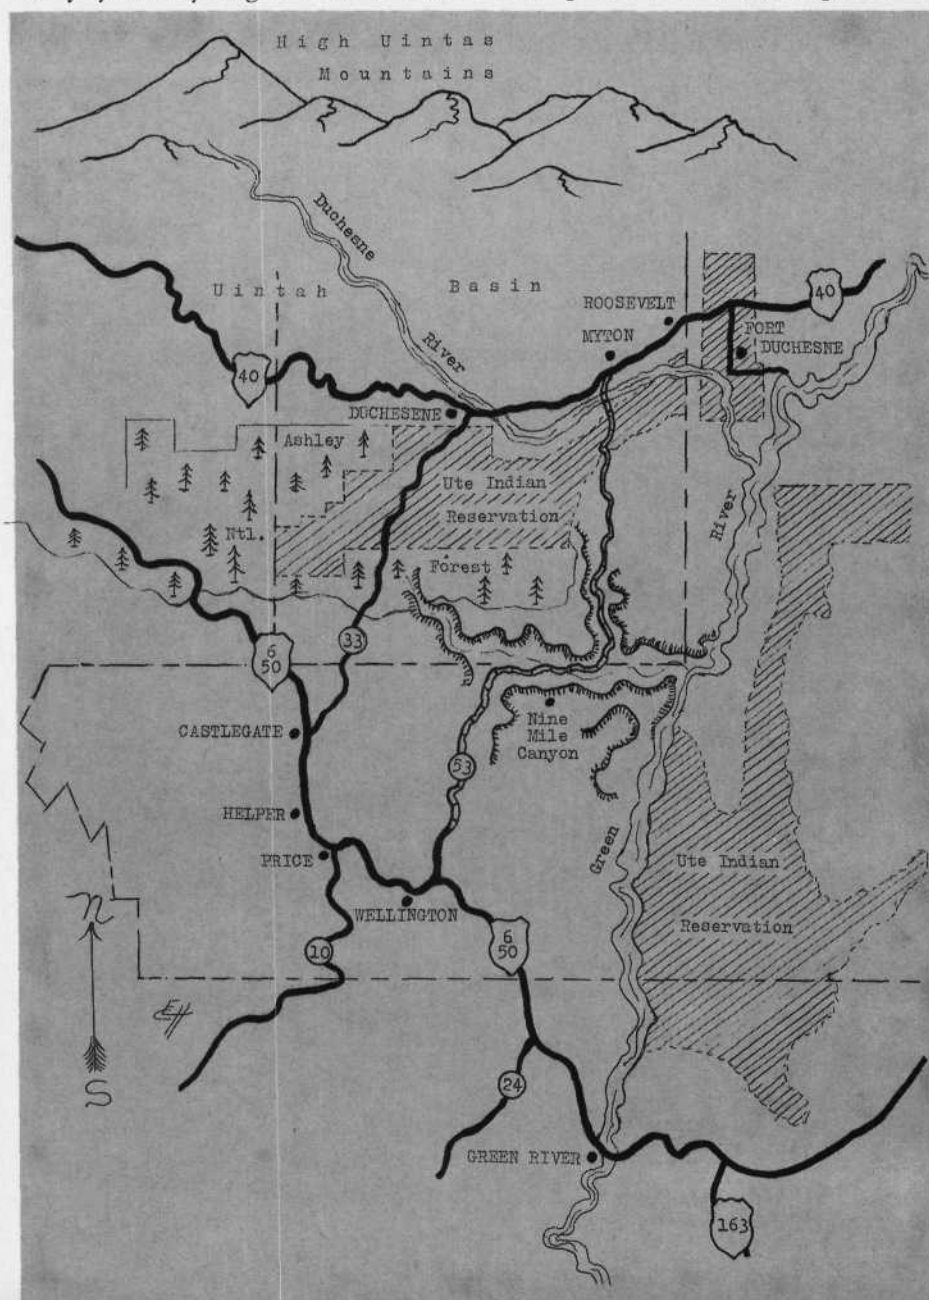 High Uintas
Mountains
Duchesne
River
Uintah Basin
ROOSEVELT
MYTON
40
FORT
DUCHESNE
40
DUCHESENE
Ashley
Ute Indian
Reservation
Ntl.
Forest
River
33
6
50
CASTLEGATE
Nine
Mile
Canyon
53
HELPER
PRICE
Green
Ute Indian
Reservation
WELLINGTON
n
10
6
50
EH
S
24
GREEN RIVER
163